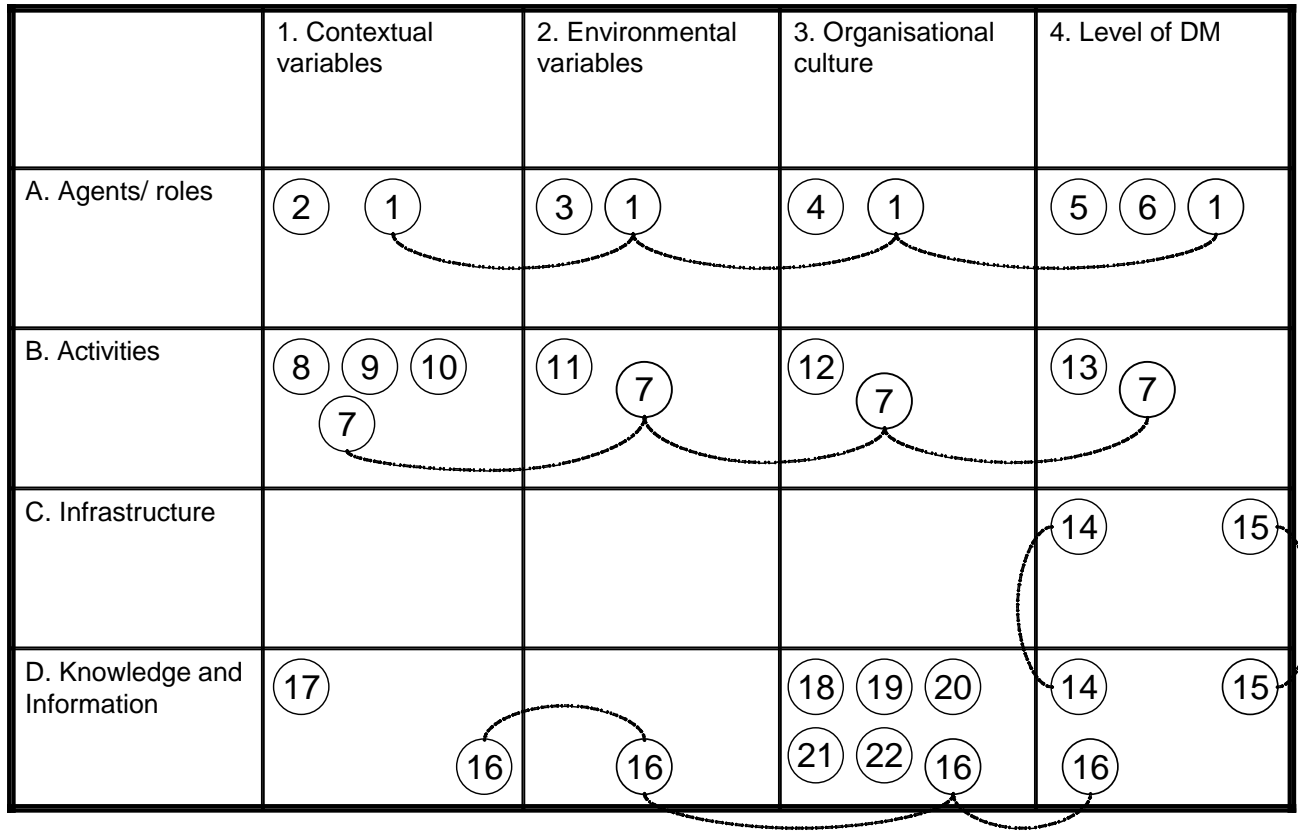 1. Contextual
variables
2. Environmental
variables
3. Organisational
culture
4. Level of DM
A. Agents/ roles
2 1
3 1
4 1
5 6 1
B. Activities
8 9 10
7
11
7
12
7
13
7
C. Infrastructure
14 15
D. Knowledge and
Information
17
16
16
18 19 20
21 22 16
14 15
16